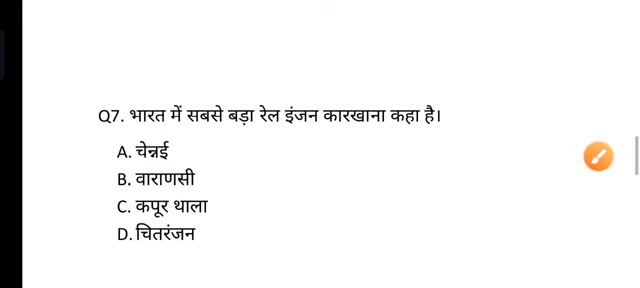 Q7. भारत में सबसे बड़ा रेल इंजन कारखाना कहा है।
A. चेन्नई
B. वाराणसी
C. कपूर थाला
D. चितरंजन